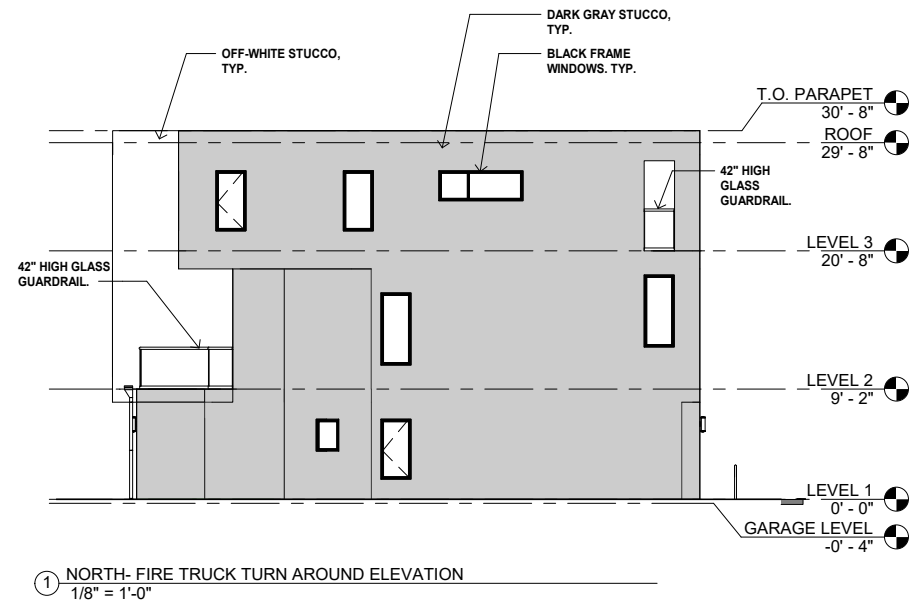 DARK GRAY STUCCO,
TYP.
OFF-WHITE STUCCO,
TYP.
BLACK FRAME
WINDOWS. TYP.
T.O. PARAPET
30' - 8"
ROOF
29' - 8"
42" HIGH
GLASS
GUARDRAIL.
LEVEL 3
20' - 8"
42" HIGH GLASS
GUARDRAIL.
LEVEL 2
9' - 2"
LEVEL 1
0' - 0"
GARAGE LEVEL
-0' - 4"
1 NORTH- FIRE TRUCK TURN AROUND ELEVATION
1/8" = 1'-0"